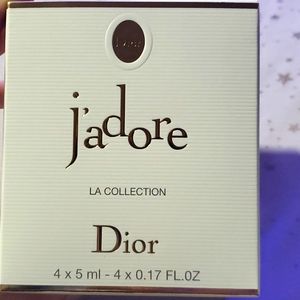 j'adore
LA COLLECTION
Dior
4 x 5 ml - 4 x 0.17 FL.OZ